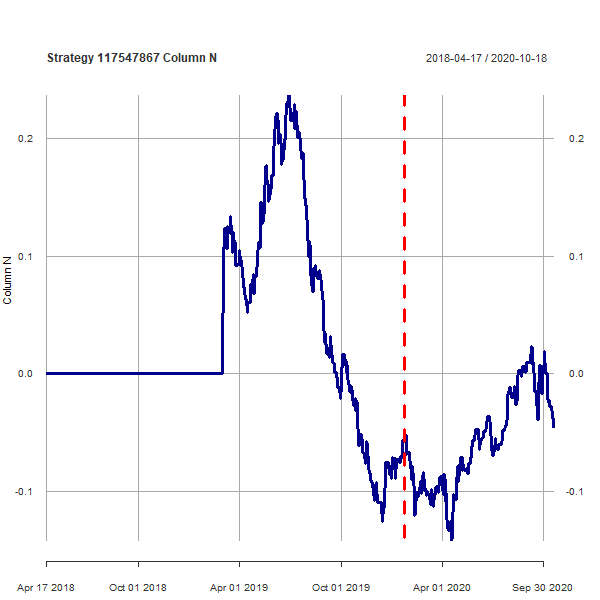 Strategy 117547867 Column N
2018-04-17 / 2020-10-18
0.2
0.2
0.1
0.1
Column N
0.0
0.0
-0.1
-0.1
Apr 17 2018
Oct 01 2018
Apr 01 2019
Oct 01 2019
Apr 01 2020
Sep 30 2020